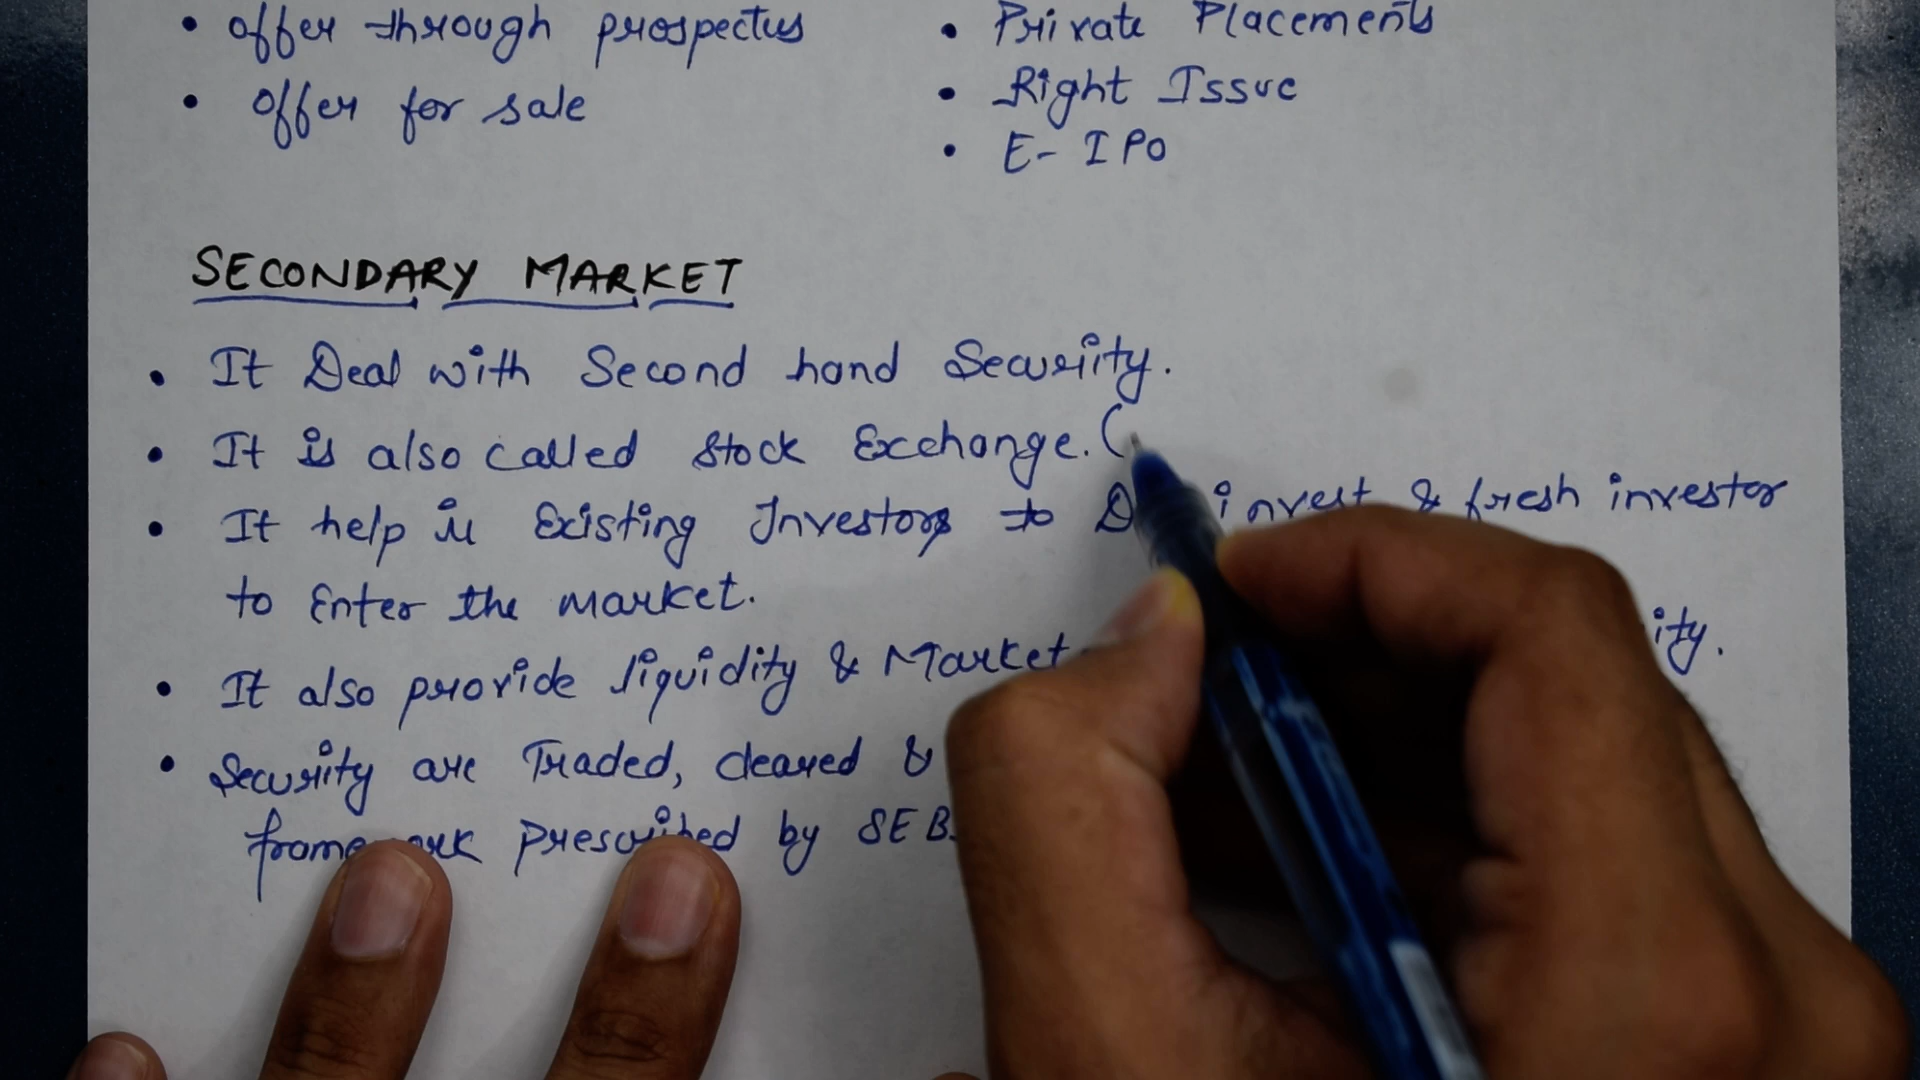 • offer through prospectus
• offer for sale
• Private Placements
• Right Issue
• E-IPO
SECONDARY MARKET
• It Deal with Second hand Security.
• It is also called Stock Exchange. (
• It help is Existing Investors to invest & fresh investor
to Enter the market.
• It also provide liquidity & Market
• Security are Traded, cleared &
prescribed by